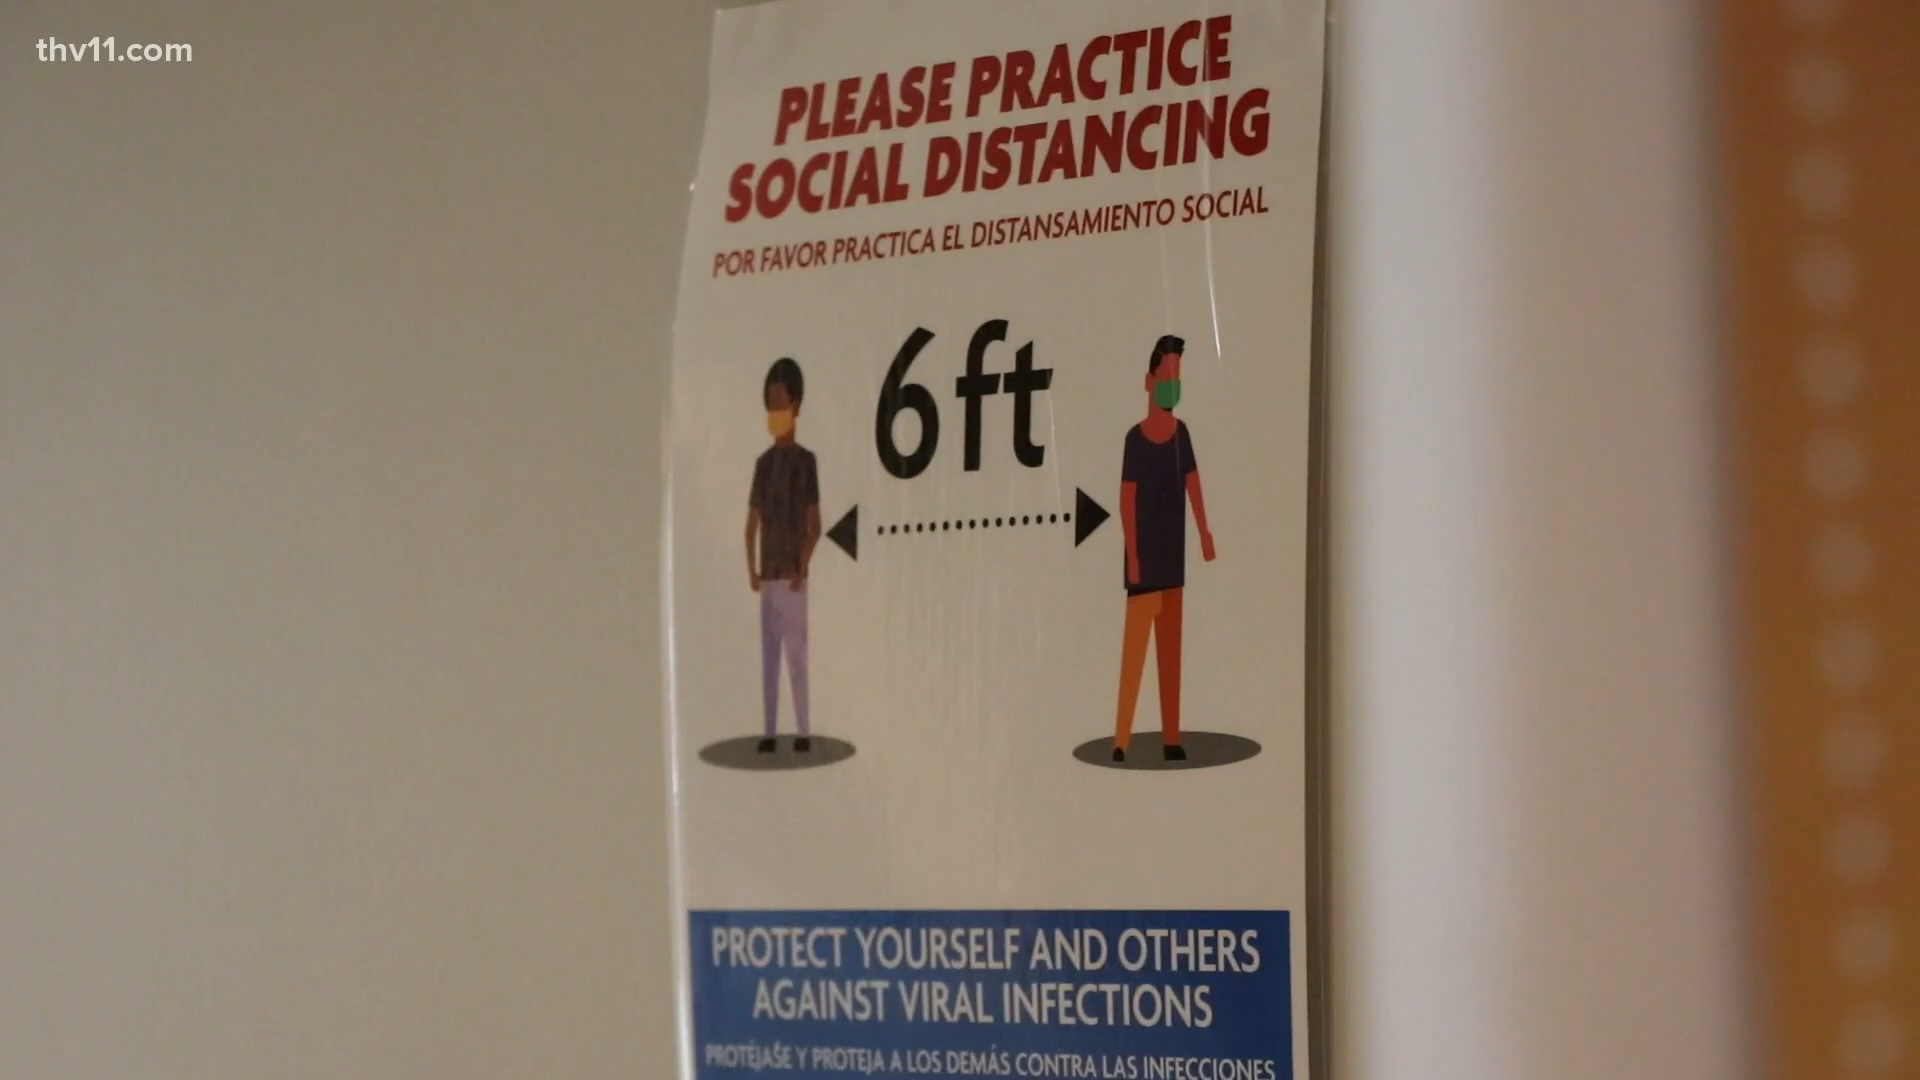 thv11.com
PLEASE PRACTICE
SOCIAL DISTANCING
POR FAVOR PRACTICA EL DISTANSAMIENTO SOCIAL
6ft
PROTECT YOURSELF AND OTHERS
AGAINST VIRAL INFECTIONS
PROTÉJAŠE Y PROTEJA A LOS DEMÁS CONTRA LAS INFECCIONES